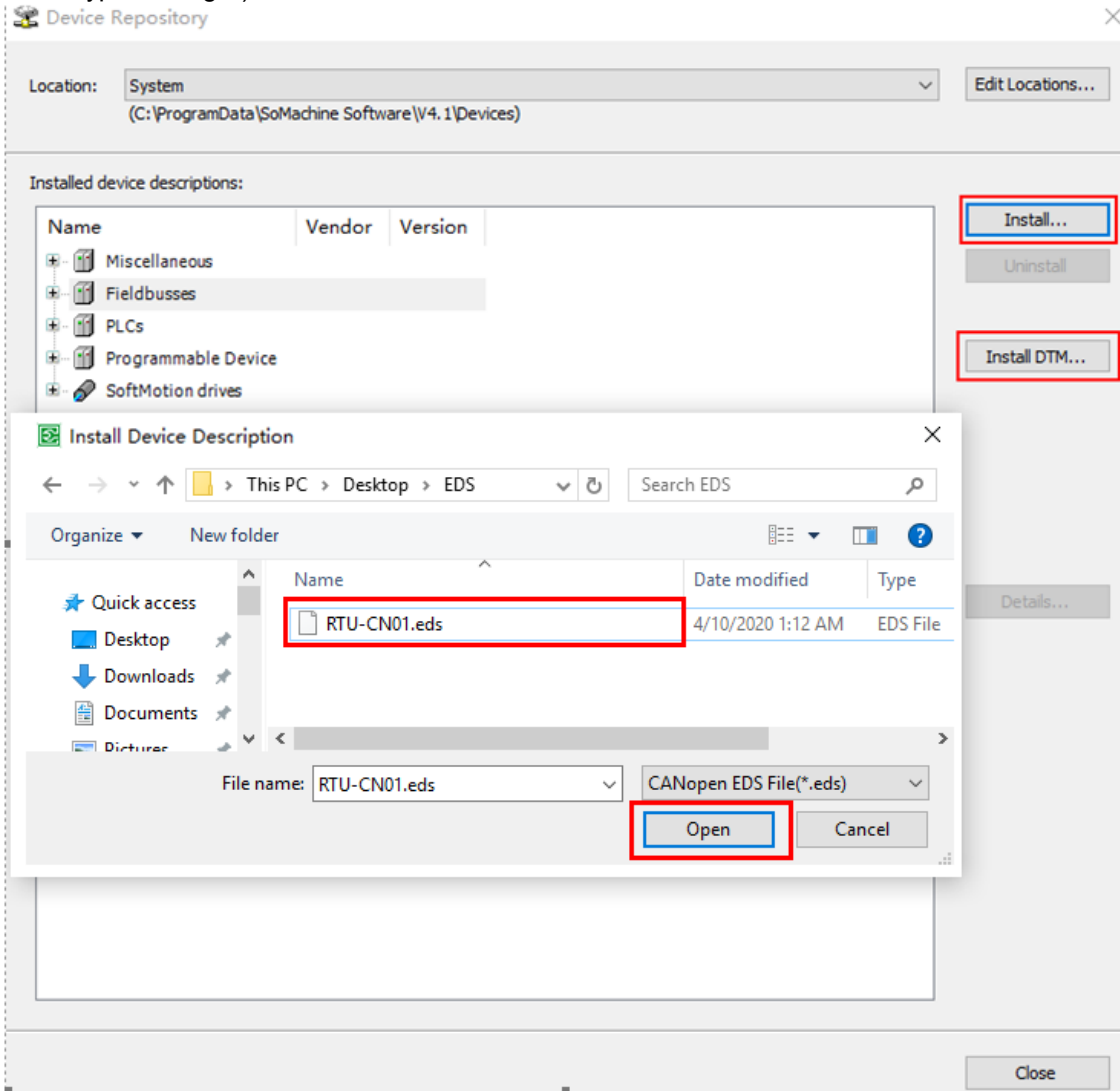 Device Repository
Location: System Edit Locations...
(C:\ProgramData\SoMachine Software\V4.1\Devices)
Installed device descriptions:
Name Vendor Version
Install...
Miscellaneous
Uninstall
Fieldbusses
PLCs
Programmable Device
Install DTM...
SoftMotion drives
Install Device Description
This PC > Desktop > EDS Search EDS
Organize New folder
Name Date modified Type
Quick access
Details...
RTU-CN01.eds 4/10/2020 1:12 AM EDS File
Desktop
Downloads
Documents
Pictures
File name: RTU-CN01.eds CANopen EDS File(*.eds)
Open Cancel
Close